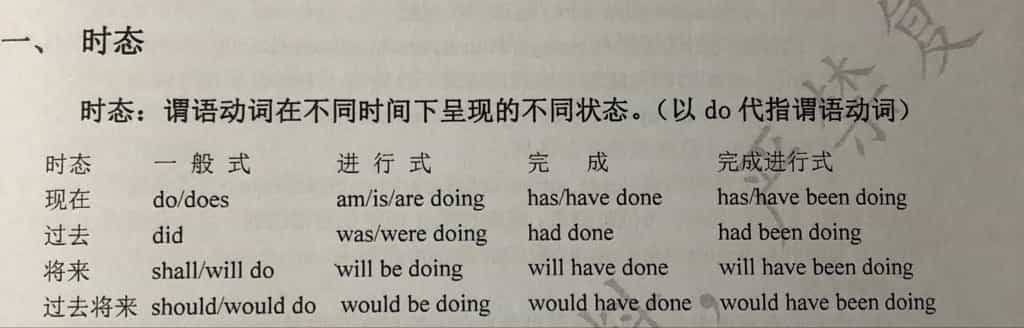 一、 时态
时态：谓语动词在不同时间下呈现的不同状态。（以 do 代指谓语动词）
时态 一 般 式 进 行 式 完 成 完成进行式
现在 do/does am/is/are doing has/have done has/have been doing
过去 did was/were doing had done had been doing
将来 shall/will do will be doing will have done will have been doing
过去将来 should/would do would be doing would have done would have been doing